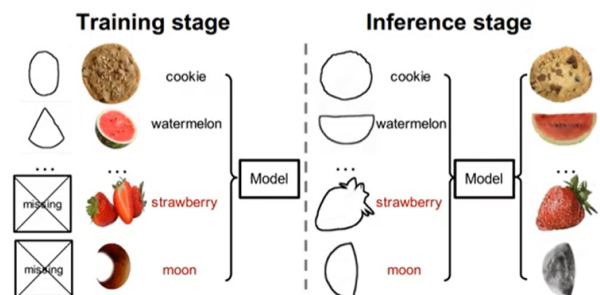 Training stage
Inference stage
cookie
watermelon
...
...
missing
strawberry
missing
moon
Model
cookie
watermelon
...
strawberry
moon
Model
...